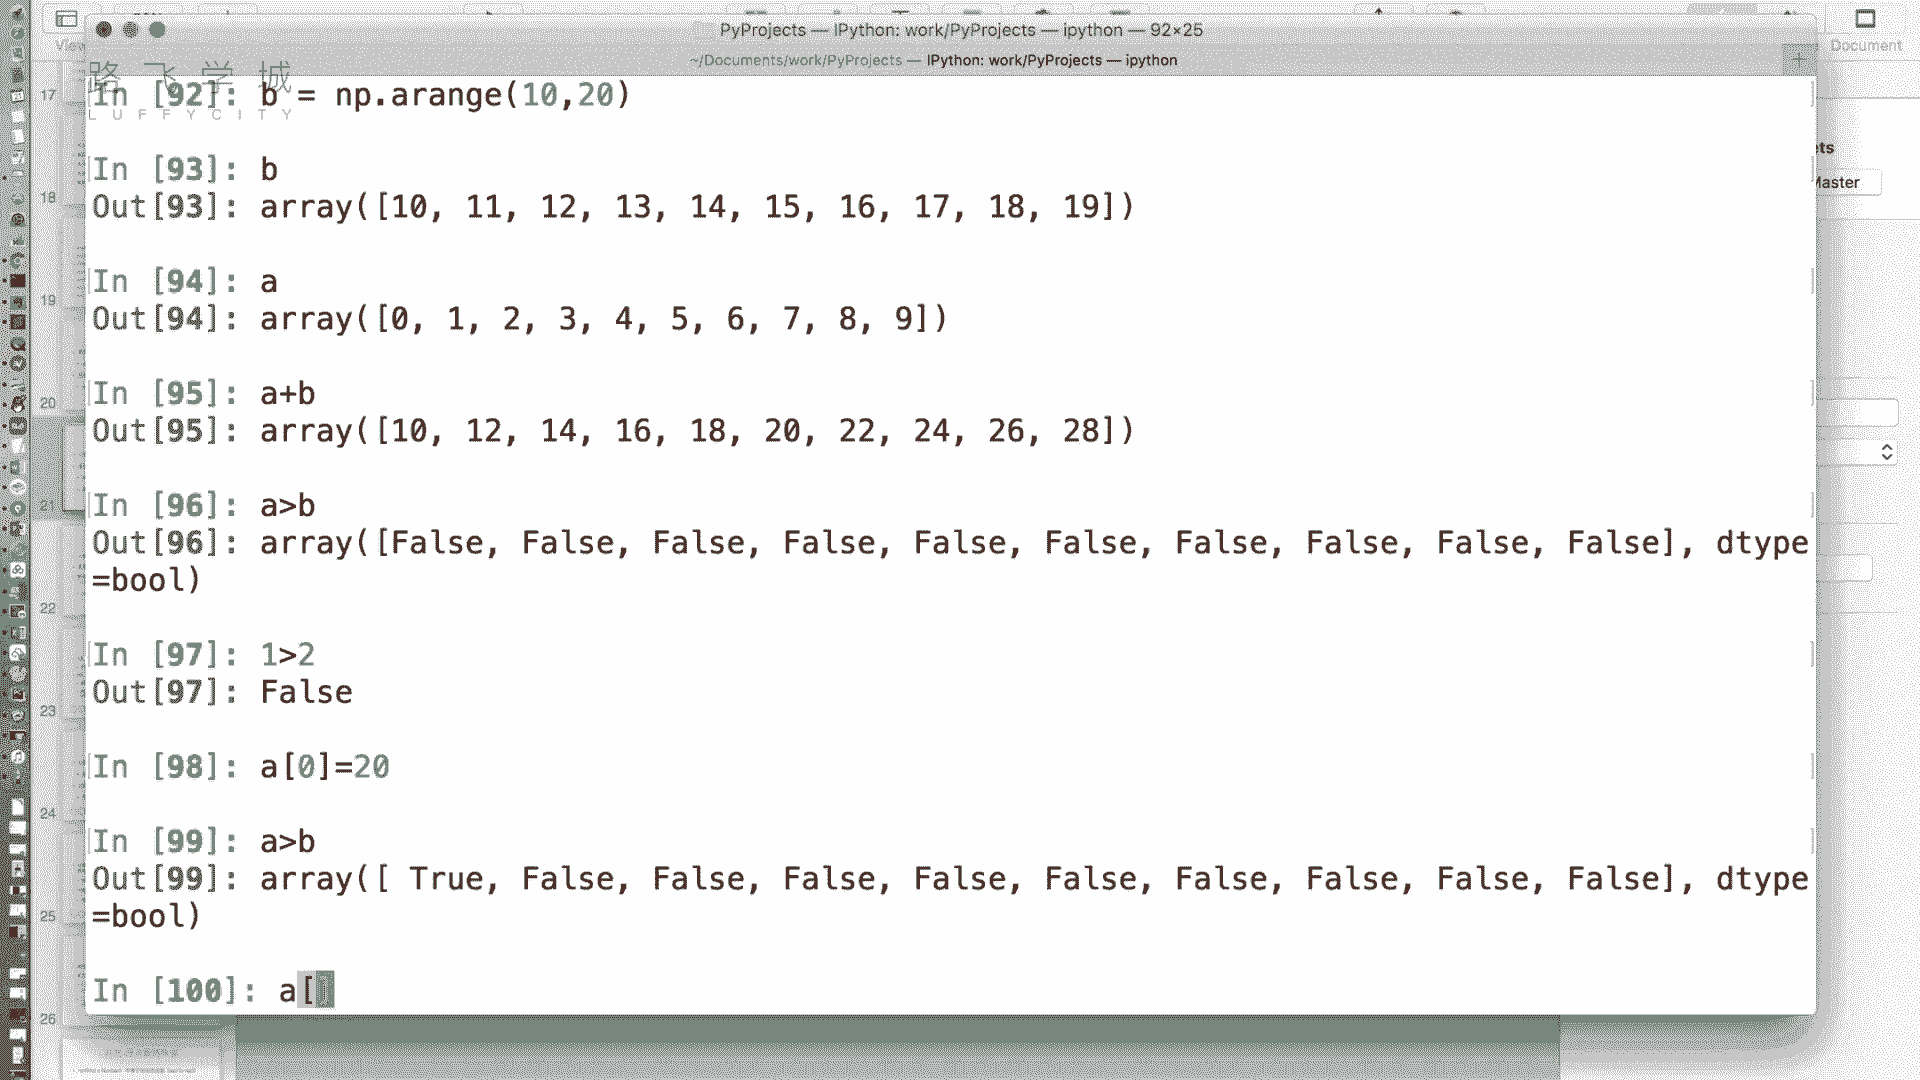 PyProjects — IPython: work/PyProjects — ipython — 92×25
Document
~/Documents/work/PyProjects — IPython: work/PyProjects — ipython
路飞学城
LUFFYCITY
In [92]: b = np.arange(10,20)
In [93]: b
Out[93]: array([10, 11, 12, 13, 14, 15, 16, 17, 18, 19])
In [94]: a
Out[94]: array([0, 1, 2, 3, 4, 5, 6, 7, 8, 9])
In [95]: a+b
Out[95]: array([10, 12, 14, 16, 18, 20, 22, 24, 26, 28])
In [96]: a>b
Out[96]: array([False, False, False, False, False, False, False, False, False, False], dtype
=bool)
In [97]: 1>2
Out[97]: False
In [98]: a[0]=20
In [99]: a>b
Out[99]: array([ True, False, False, False, False, False, False, False, False, False], dtype
=bool)
In [100]: a[]
17
18
19
20
21
22
23
24
25
26
Master